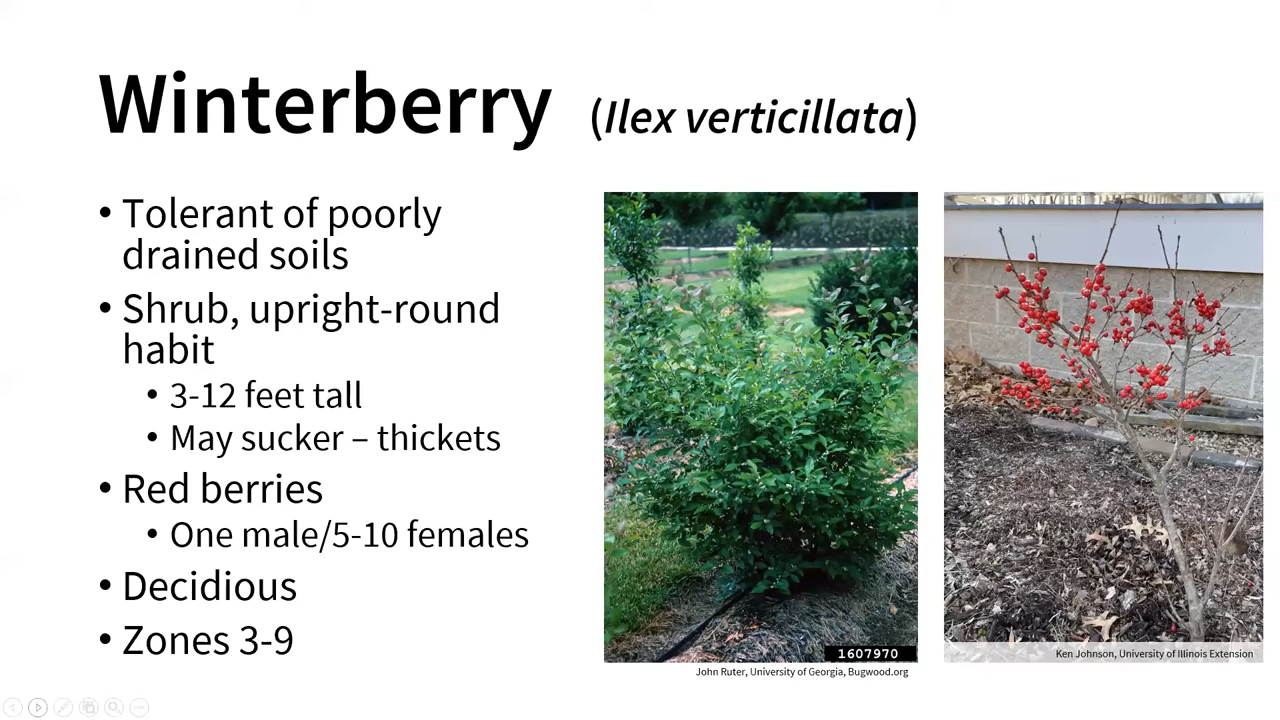 Winterberry (Ilex verticillata)
• Tolerant of poorly
drained soils
• Shrub, upright-round
habit
• 3-12 feet tall
• May sucker – thickets
• Red berries
• One male/5-10 females
• Decidious
• Zones 3-9
1607970
John Ruter, University of Georgia, Bugwood.org
Ken Johnson, University of Illinois Extension